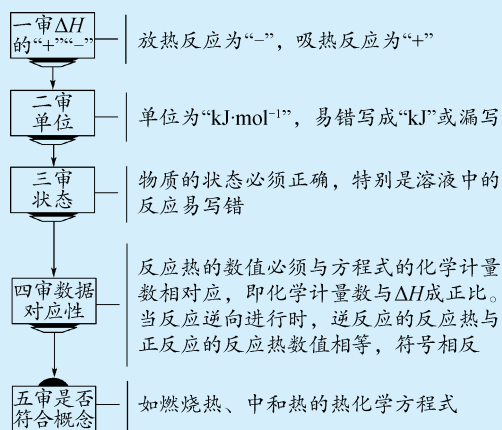 一审ΔH
的“+”“−”
放热反应为“−”，吸热反应为“+”
二审
单位
单位为“kJ·mol⁻¹”，易错写成“kJ”或漏写
三审
状态
物质的状态必须正确，特别是溶液中的
反应易写错
四审数据
对应性
反应热的数值必须与方程式的化学计量
数相对应，即化学计量数与ΔH成正比。
当反应逆向进行时，逆反应的反应热与
正反应的反应热数值相等，符号相反
五审是否
符合概念
如燃烧热、中和热的热化学方程式